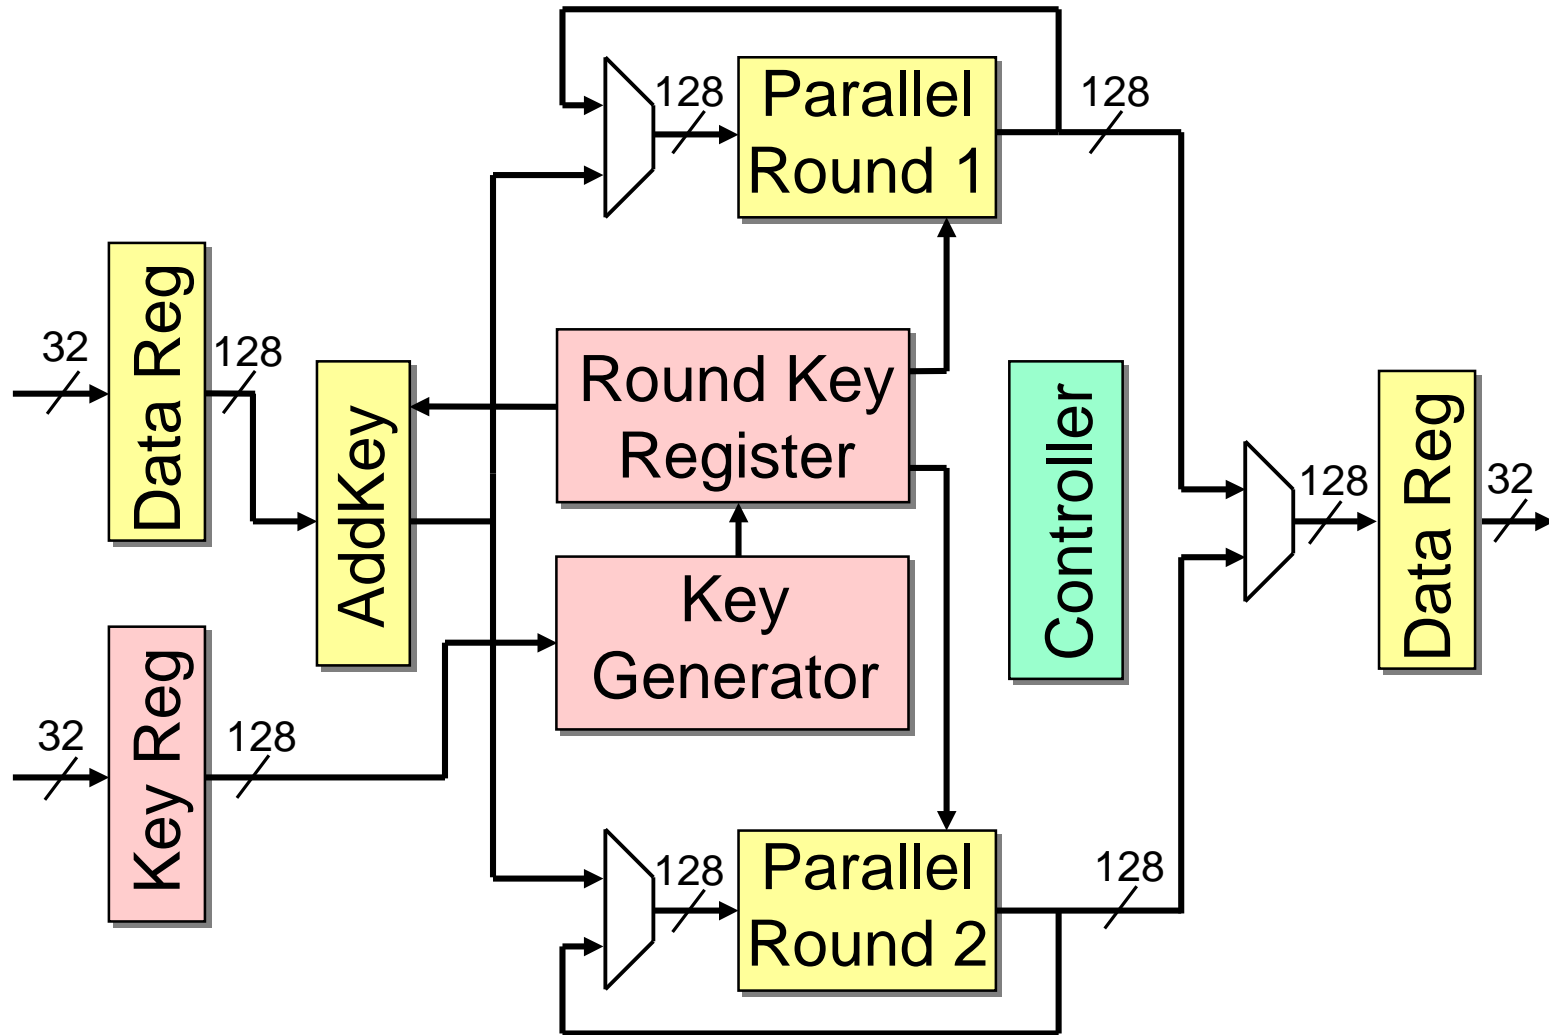 128
Parallel
Round 1
128
32
Data Reg
128
AddKey
Round Key
Register
Controller
128
Data Reg
32
Key
Generator
32
Key Reg
128
128
Parallel
Round 2
128